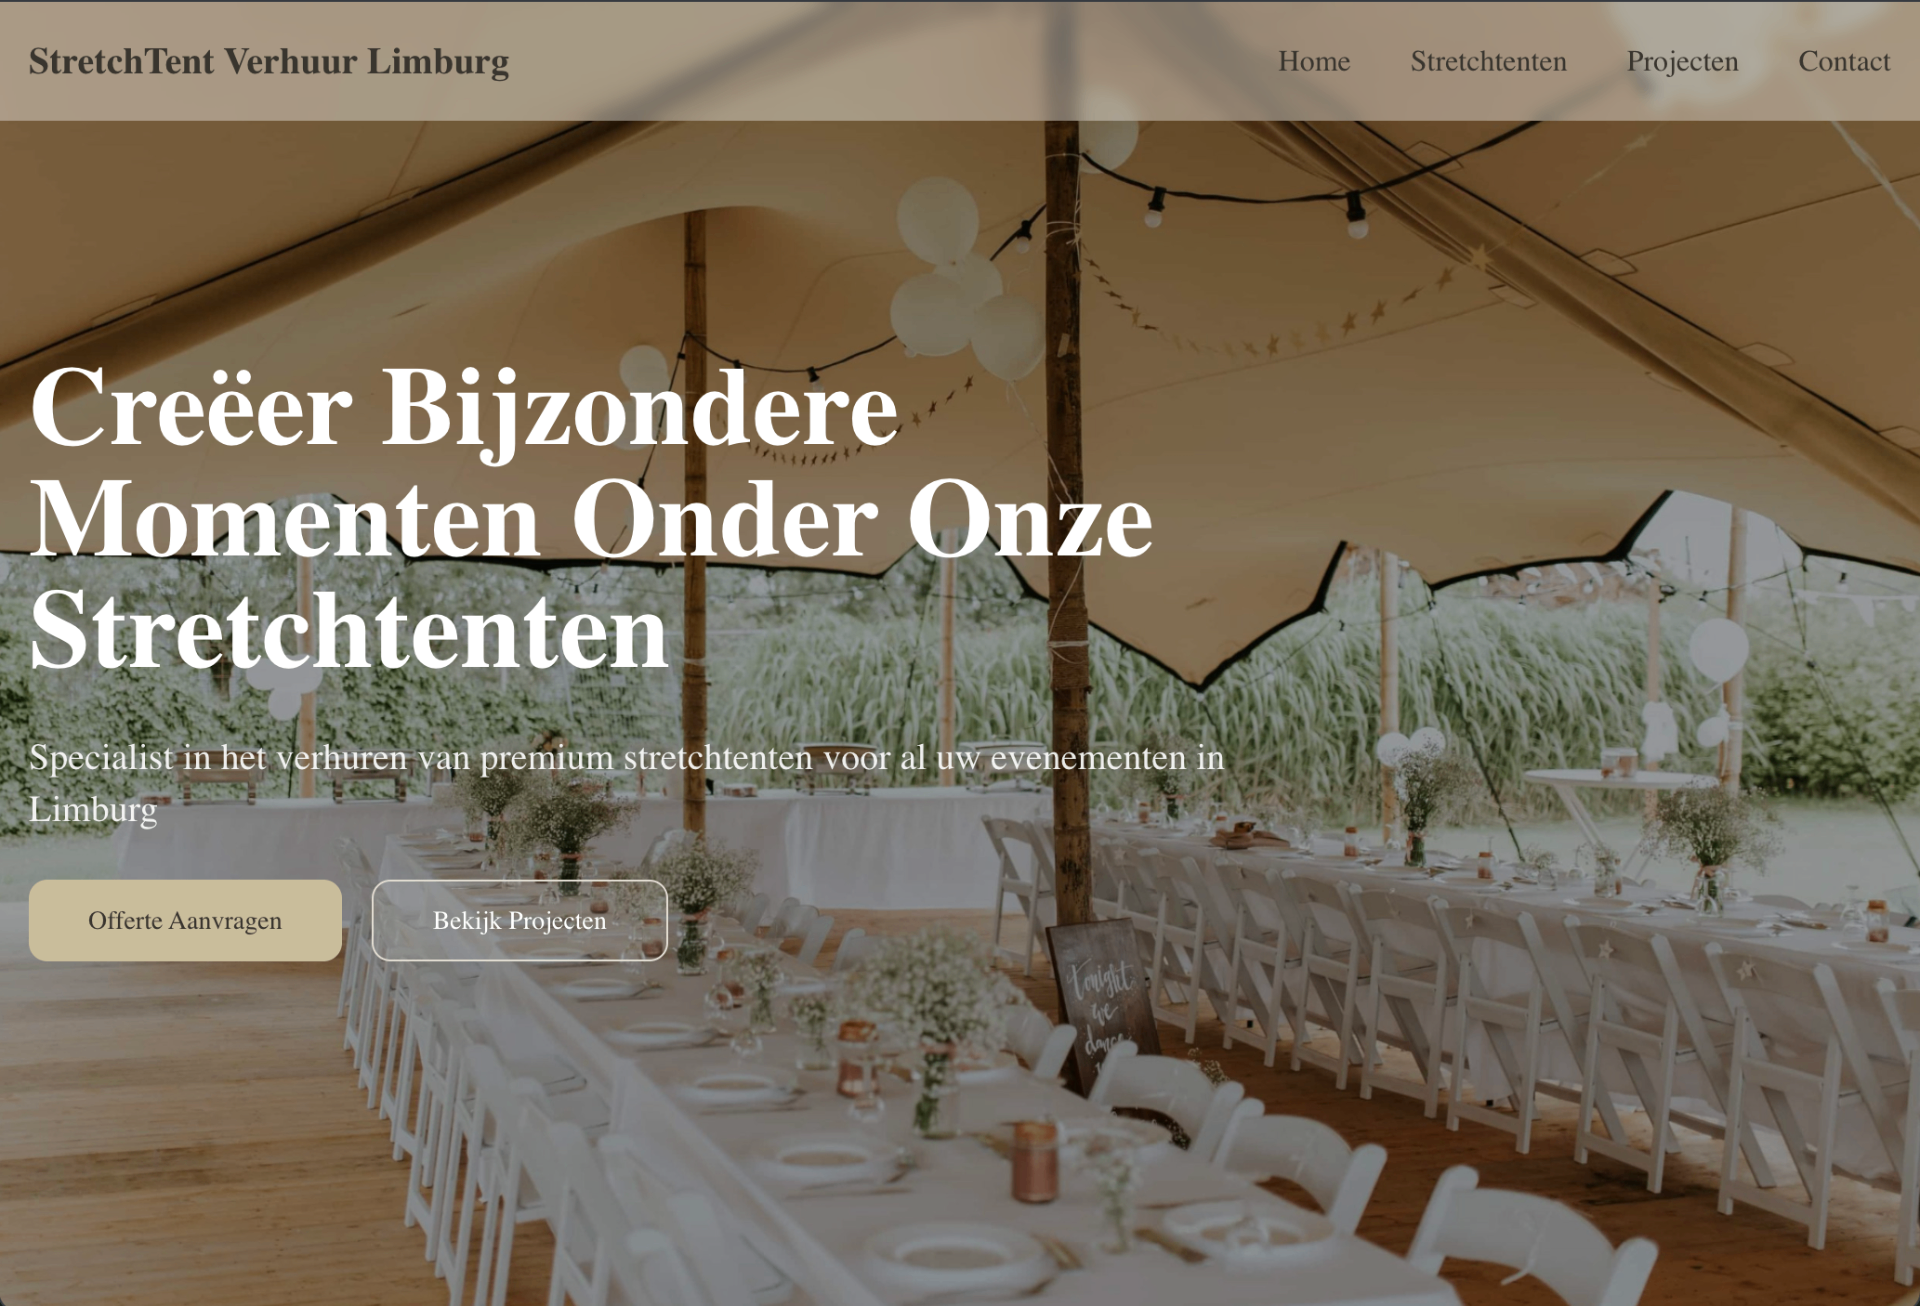 StretchTent Verhuur Limburg
Home Stretchtenten Projecten Contact
Creëer Bijzondere
Momenten Onder Onze
Stretchtenten
Specialist in het verhuren van premium stretchtenten voor al uw evenementen in
Limburg
Offerte Aanvragen
Bekijk Projecten
tonight
we
dance